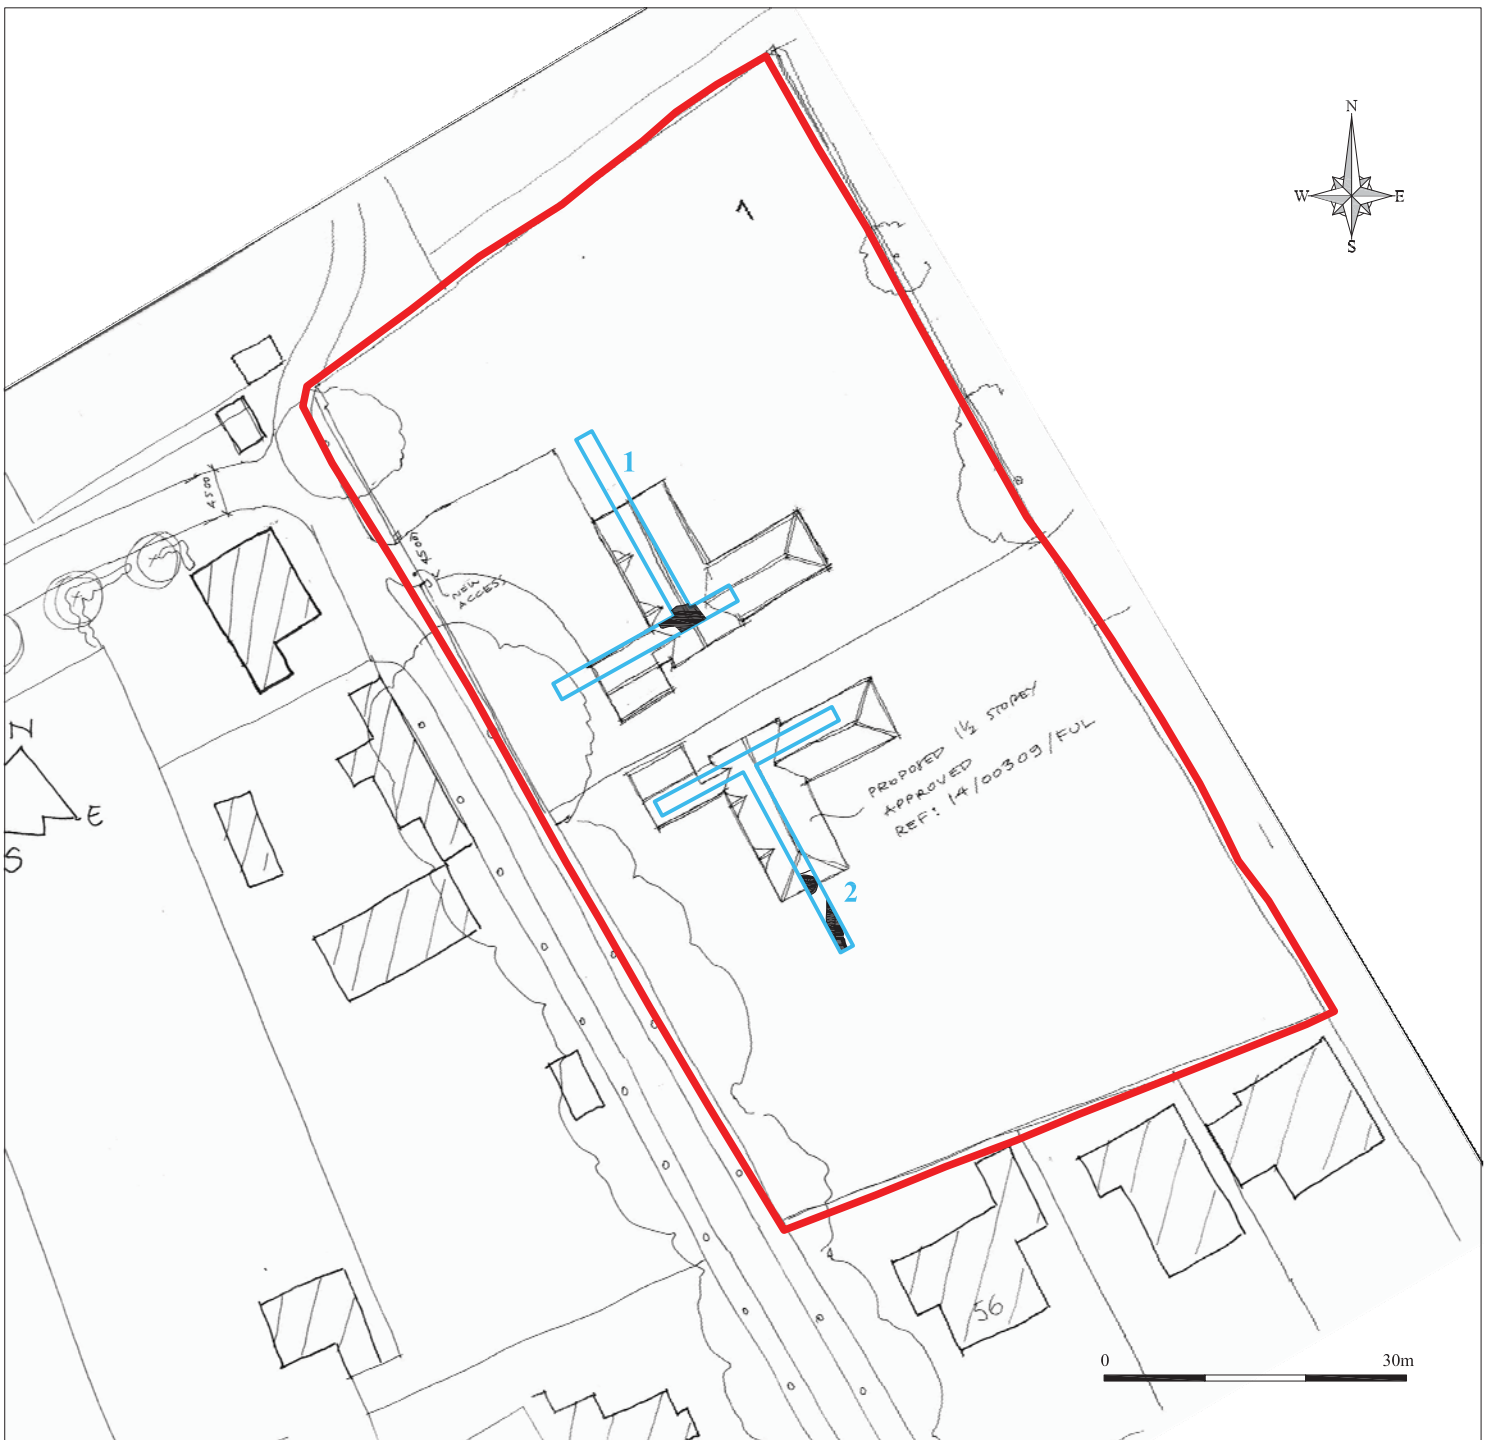 N
W E
S
1
4500
4500
NEW
ACCESS
N
E
S
PROPOSED 1½ STOREY
APPROVED
REF: 14/00309/FUL
2
56
0 30m